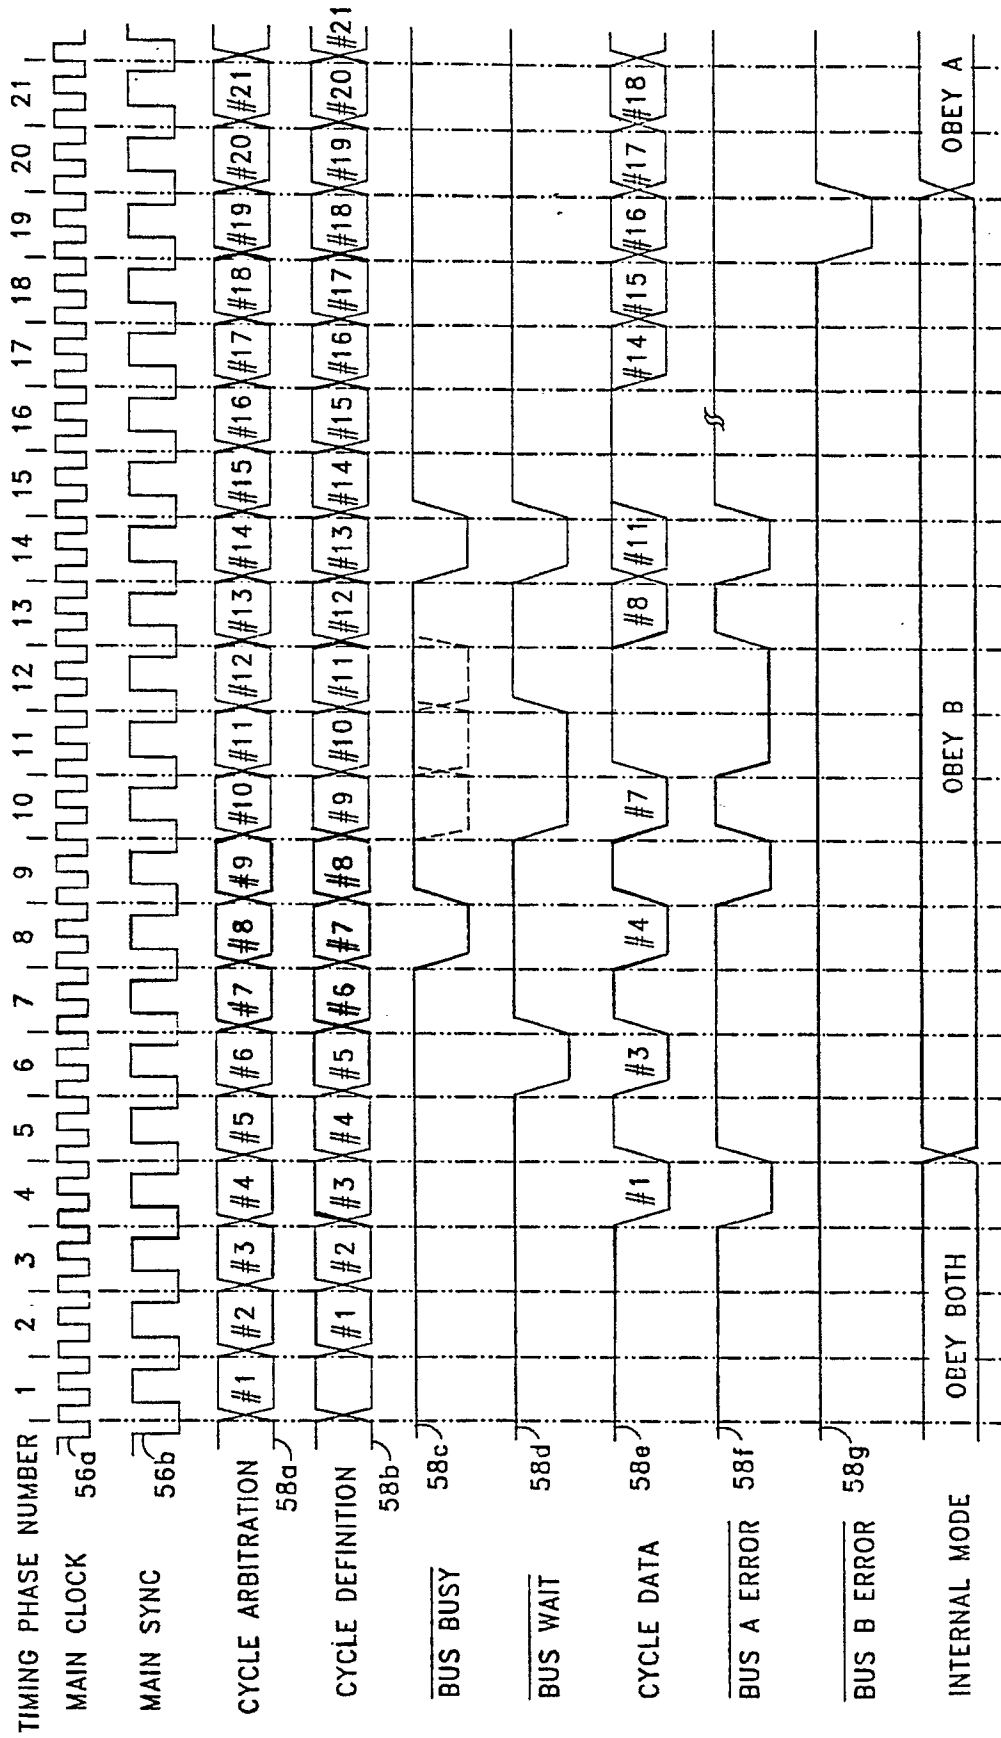 TIMING PHASE NUMBER 1 2 3 4 5 6 7 8 9 10 11 12 13 14 15 16 17 18 19 20 21
MAIN CLOCK 56a
MAIN SYNC 56b
CYCLE ARBITRATION 58a #1 #2 #3 #4 #5 #6 #7 #8 #9 #10 #11 #12 #13 #14 #15 #16 #17 #18 #19 #20 #21
CYCLE DEFINITION 58b #1 #2 #3 #4 #5 #6 #7 #8 #9 #10 #11 #12 #13 #14 #15 #16 #17 #18 #19 #20 #21
BUS BUSY 58c
BUS WAIT 58d
CYCLE DATA 58e #1 #3 #4 #7 #8 #11 #14 #15 #16 #17 #18
BUS A ERROR 58f
BUS B ERROR 58g
INTERNAL MODE OBEY BOTH OBEY B OBEY A